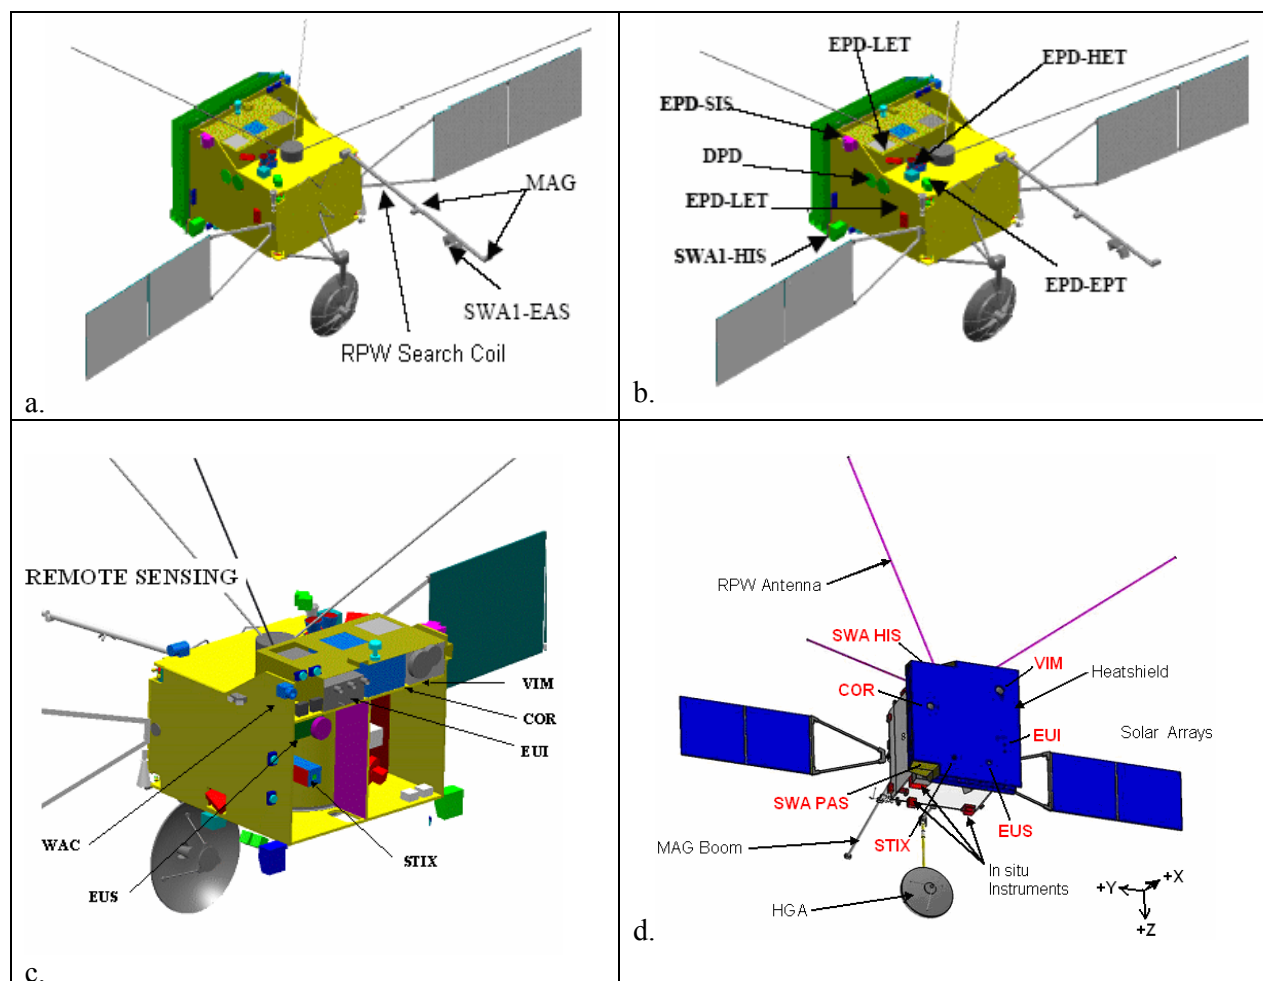 MAG
SWA1-EAS
RPW Search Coil
a.
EPD-LET
EPD-HET
EPD-SIS
DPD
EPD-LET
SWA1-HIS
EPD-EPT
b.
REMOTE SENSING
VIM
COR
EUI
WAC
STIX
EUS
c.
RPW Antenna
SWA HIS
VIM
COR
Heatshield
EUI
Solar Arrays
SWA PAS
EUS
MAG Boom
STIX
In situ
Instruments
HGA
+Y
+X
+Z
d.